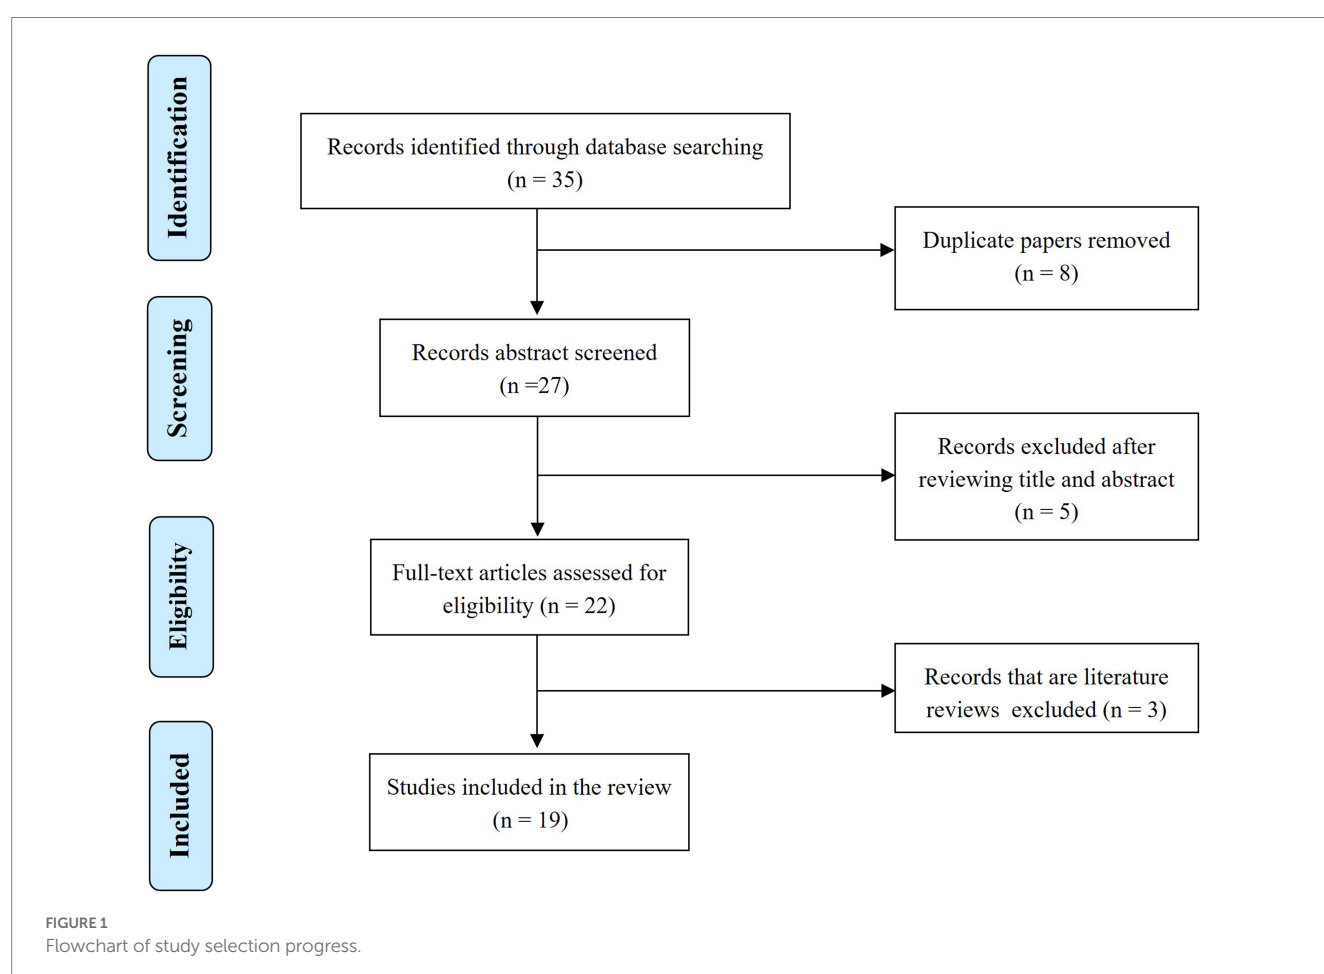 Identification
Records identified through database searching
(n = 35)
Duplicate papers removed
(n = 8)
Screening
Records abstract screened
(n =27)
Records excluded after
reviewing title and abstract
(n = 5)
Eligibility
Full-text articles assessed for
eligibility (n = 22)
Records that are literature
reviews  excluded (n = 3)
Included
Studies included in the review
(n = 19)
FIGURE 1
Flowchart of study selection progress.